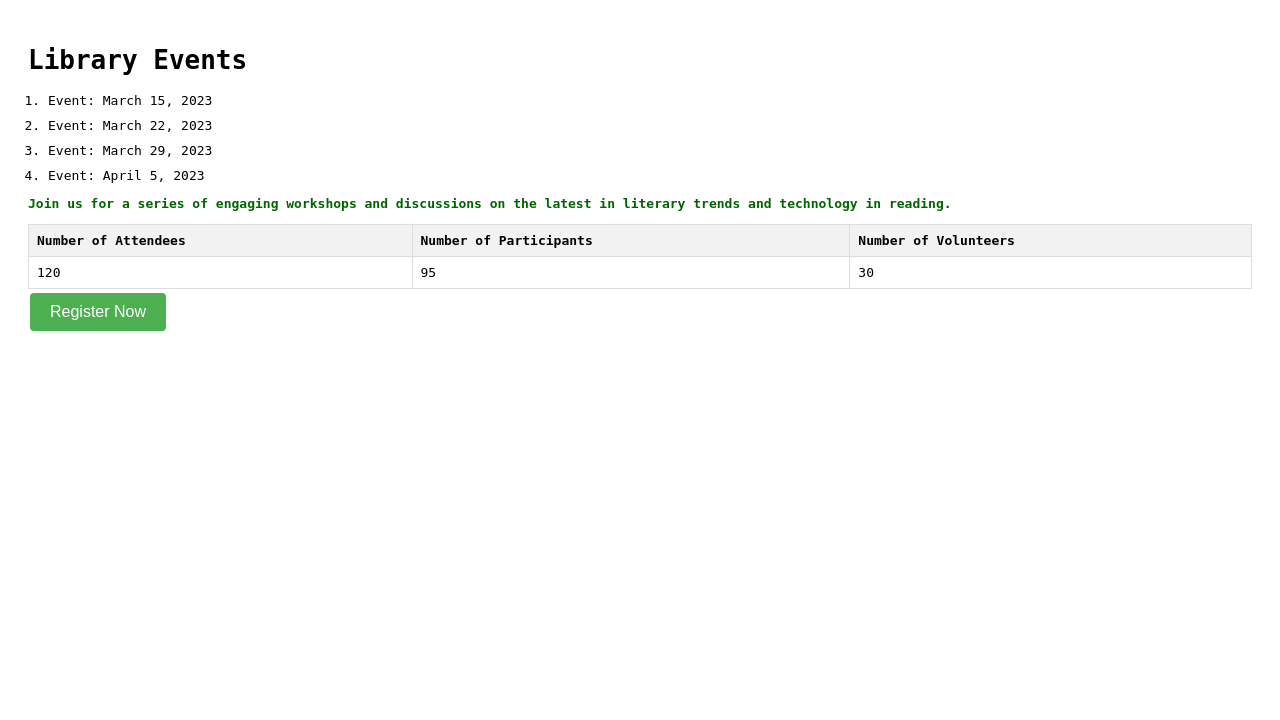 Library Events
1. Event: March 15, 2023
2. Event: March 22, 2023
3. Event: March 29, 2023
4. Event: April 5, 2023
Join us for a series of engaging workshops and discussions on the latest in literary trends and technology in reading.
Number of Attendees Number of Participants Number of Volunteers
120 95 30
Register Now